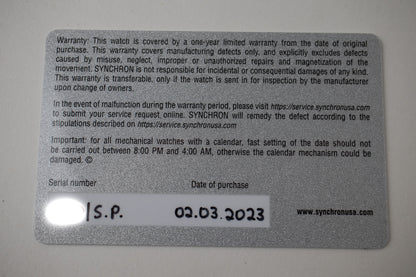 Warranty: This watch is covered by a one-year limited warranty from the date of original
purchase. This warranty covers manufacturing defects only, and explicitly excludes defects
caused by misuse, neglect, improper or unauthorized repairs and magnetization of the
movement. SYNCHRON is not responsible for incidental or consequential damages of any kind.
This warranty is transferable, only if the watch is sent in for inspection by the manufacturer
upon change of owners.
In the event of malfunction during the warranty period, please visit https://service.synchronusa.com
to submit your service request online. SYNCHRON will remedy the defect according to the
stipulations described on https://service.synchronusa.com
Important: for all mechanical watches with a calendar, fast setting of the date should not
be carried out between 8:00 PM and 4:00 AM, otherwise the calendar mechanism could be
damaged. ©
Serial number Date of purchase
/S.P. 02.03.2023 www.synchronusa.com